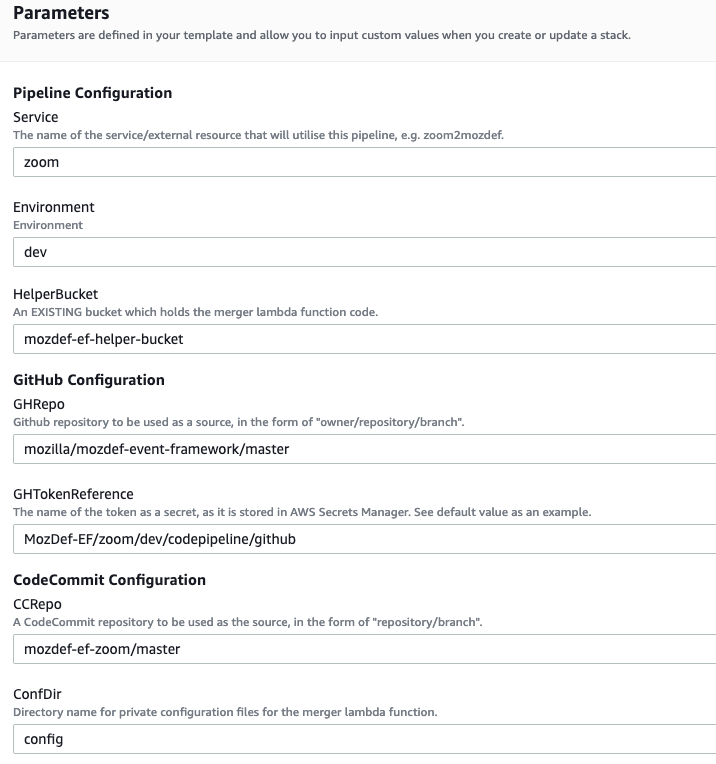 Parameters
Parameters are defined in your template and allow you to input custom values when you create or update a stack.
Pipeline Configuration
Service
The name of the service/external resource that will utilise this pipeline, e.g. zoom2mozdef.
zoom
Environment
Environment
dev
HelperBucket
An EXISTING bucket which holds the merger lambda function code.
mozdef-ef-helper-bucket
GitHub Configuration
GHRepo
Github repository to be used as a source, in the form of "owner/repository/branch".
mozilla/mozdef-event-framework/master
GHTokenReference
The name of the token as a secret, as it is stored in AWS Secrets Manager. See default value as an example.
MozDef-EF/zoom/dev/codepipeline/github
CodeCommit Configuration
CCRepo
A CodeCommit repository to be used as the source, in the form of "repository/branch".
mozdef-ef-zoom/master
ConfDir
Directory name for private configuration files for the merger lambda function.
config